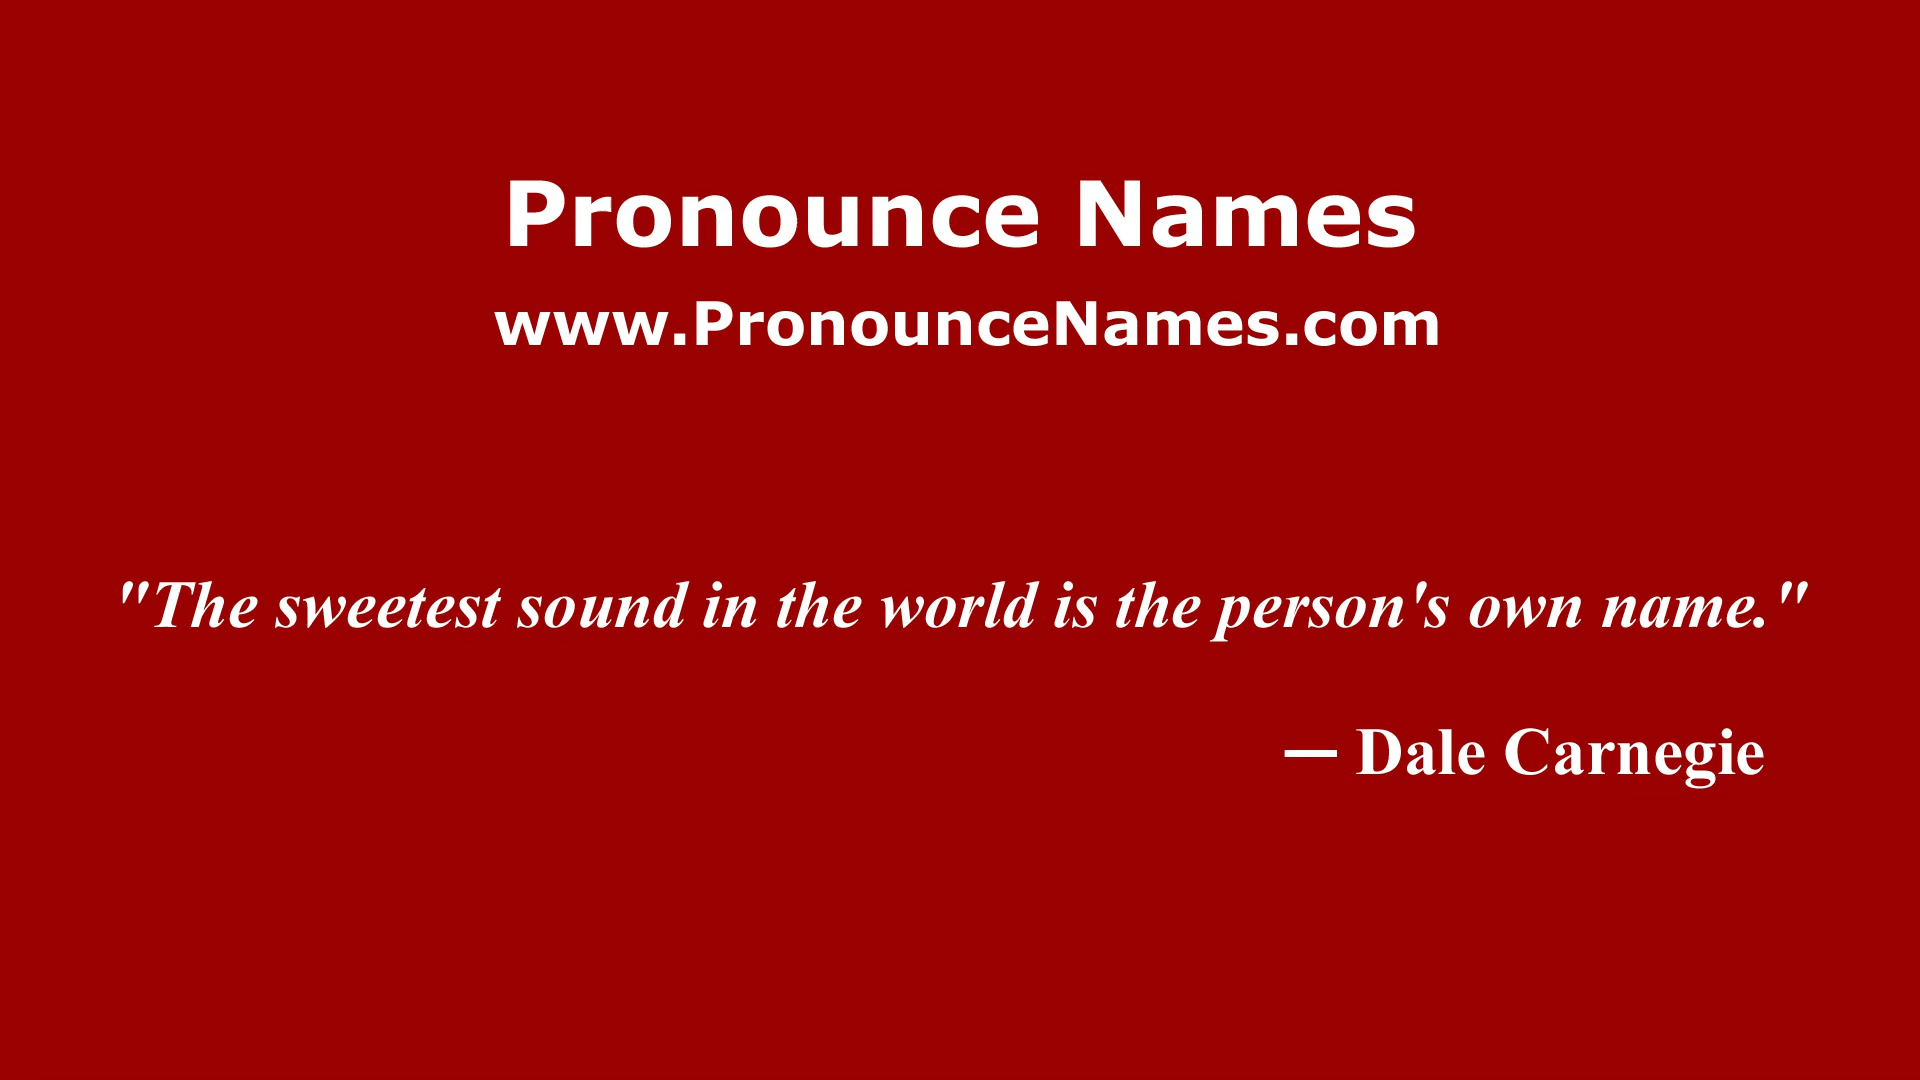 Pronounce Names
www.PronounceNames.com
"The sweetest sound in the world is the person's own name."
— Dale Carnegie